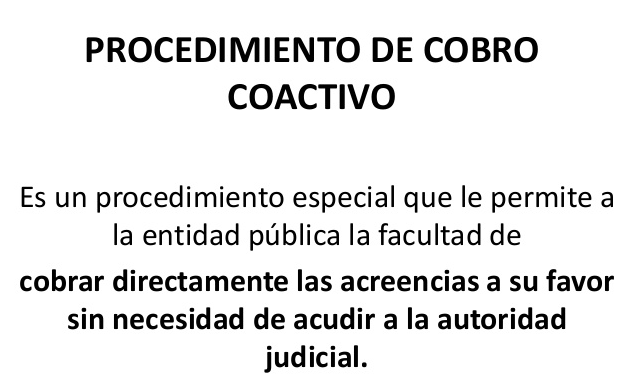 PROCEDIMIENTO DE COBRO
COACTIVO
Es un procedimiento especial que le permite a
la entidad pública la facultad de
cobrar directamente las acreencias a su favor
sin necesidad de acudir a la autoridad
judicial.